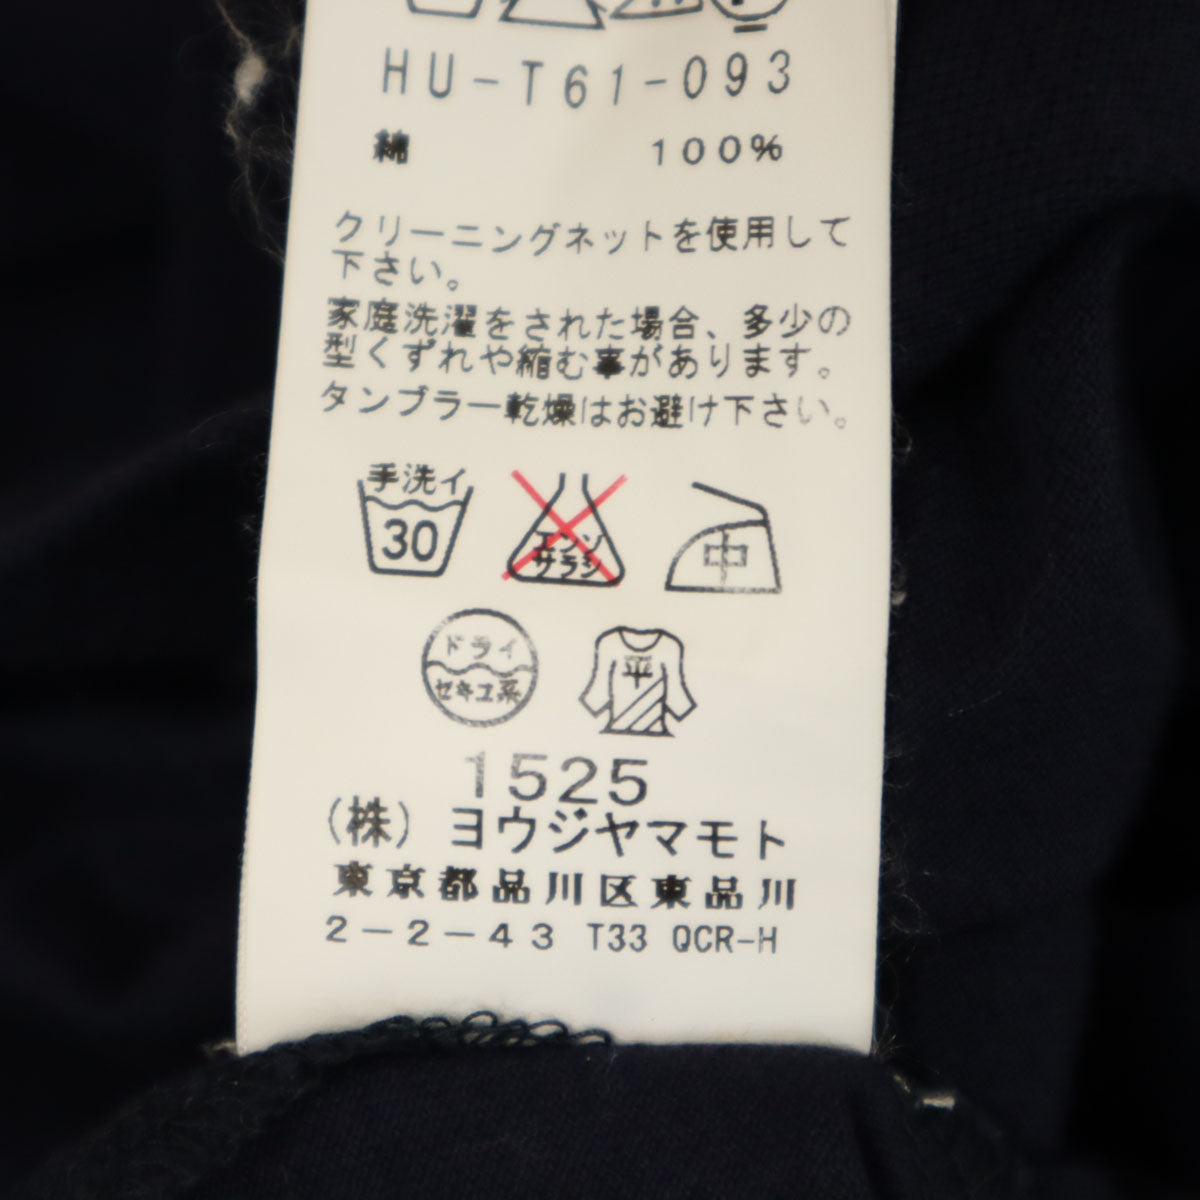 HU-T61-093
綿 100%
クリーニングネットを使用して
下さい。
家庭洗濯をされた場合、多少の
型くずれや縮む事があります。
タンブラー乾燥はお避け下さい。
手洗イ
30
エンソ
サラシ
中
ドライ
セキユ系
平
1525
(株)ヨウジヤマモト
東京都品川区東品川
2-2-43 T33 QCR-H